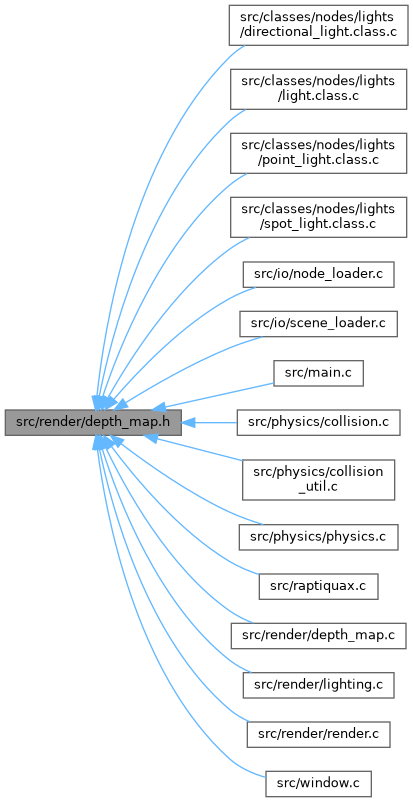 src/classes/nodes/lights
/directional_light.class.c
src/classes/nodes/lights
/light.class.c
src/classes/nodes/lights
/point_light.class.c
src/classes/nodes/lights
/spot_light.class.c
src/io/node_loader.c
src/io/scene_loader.c
src/main.c
src/render/depth_map.h
src/physics/collision.c
src/physics/collision
_util.c
src/physics/physics.c
src/raptiquax.c
src/render/depth_map.c
src/render/lighting.c
src/render/render.c
src/window.c